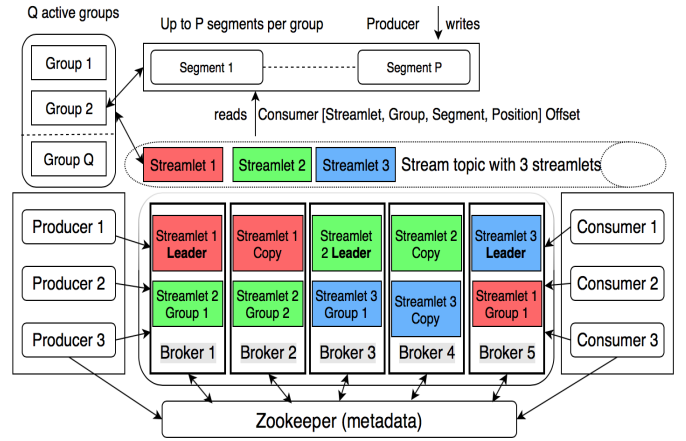 Q active groups
Up to P segments per group
Producer writes
Group 1
Group 2
Group Q
Segment 1
Segment P
reads Consumer [Streamlet, Group, Segment, Position] Offset
Streamlet 1
Streamlet 2
Streamlet 3
Stream topic with 3 streamlets
Producer 1
Producer 2
Producer 3
Streamlet 1
Leader
Streamlet 2
Group 1
Broker 1
Streamlet 1
Copy
Streamlet 2
Group 2
Broker 2
Streamlet
2 Leader
Streamlet 3
Group 1
Broker 3
Streamlet 2
Copy
Streamlet 3
Copy
Broker 4
Streamlet 3
Leader
Streamlet 1
Group 1
Broker 5
Consumer 1
Consumer 2
Consumer 3
Zookeeper (metadata)